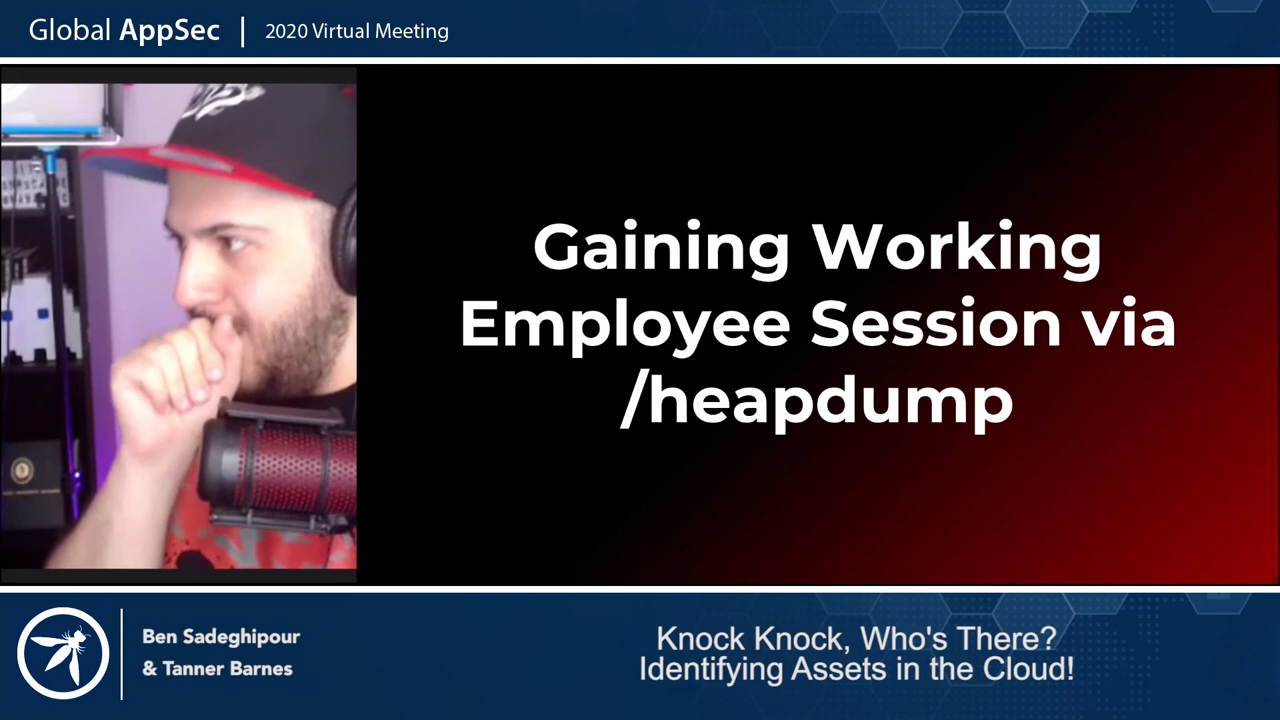 Global AppSec | 2020 Virtual Meeting
Gaining Working
Employee Session via
/heapdump
Ben Sadeghipour
& Tanner Barnes
Knock Knock, Who's There?
Identifying Assets in the Cloud!